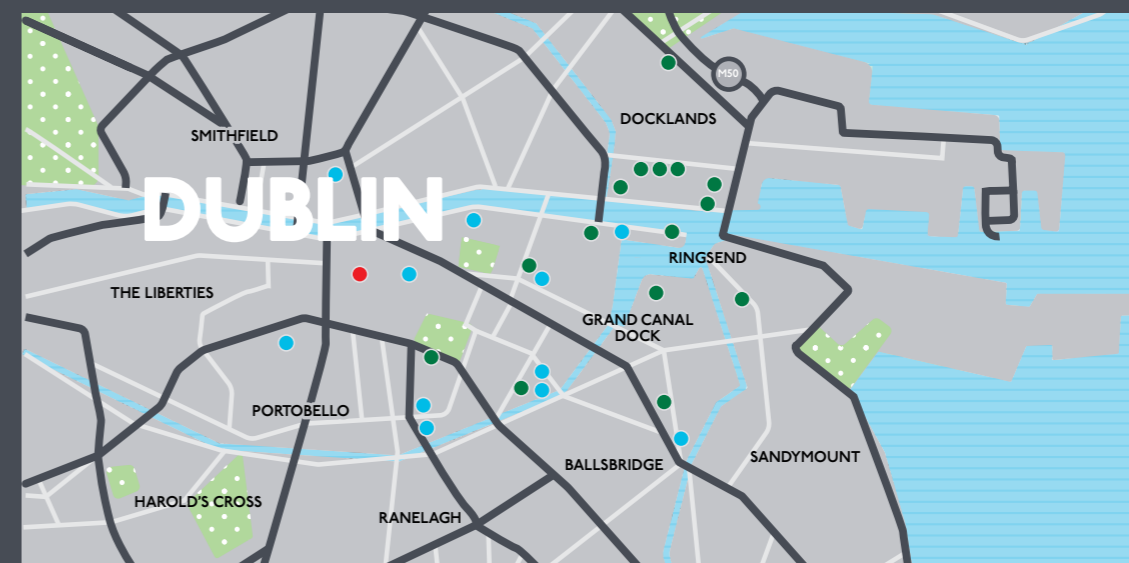 M50
DOCKLANDS
SMITHFIELD
DUBLIN
RINGSEND
THE LIBERTIES
GRAND CANAL
DOCK
PORTOBELLO
SANDYMOUNT
BALLSBRIDGE
HAROLD'S CROSS
RANELAGH